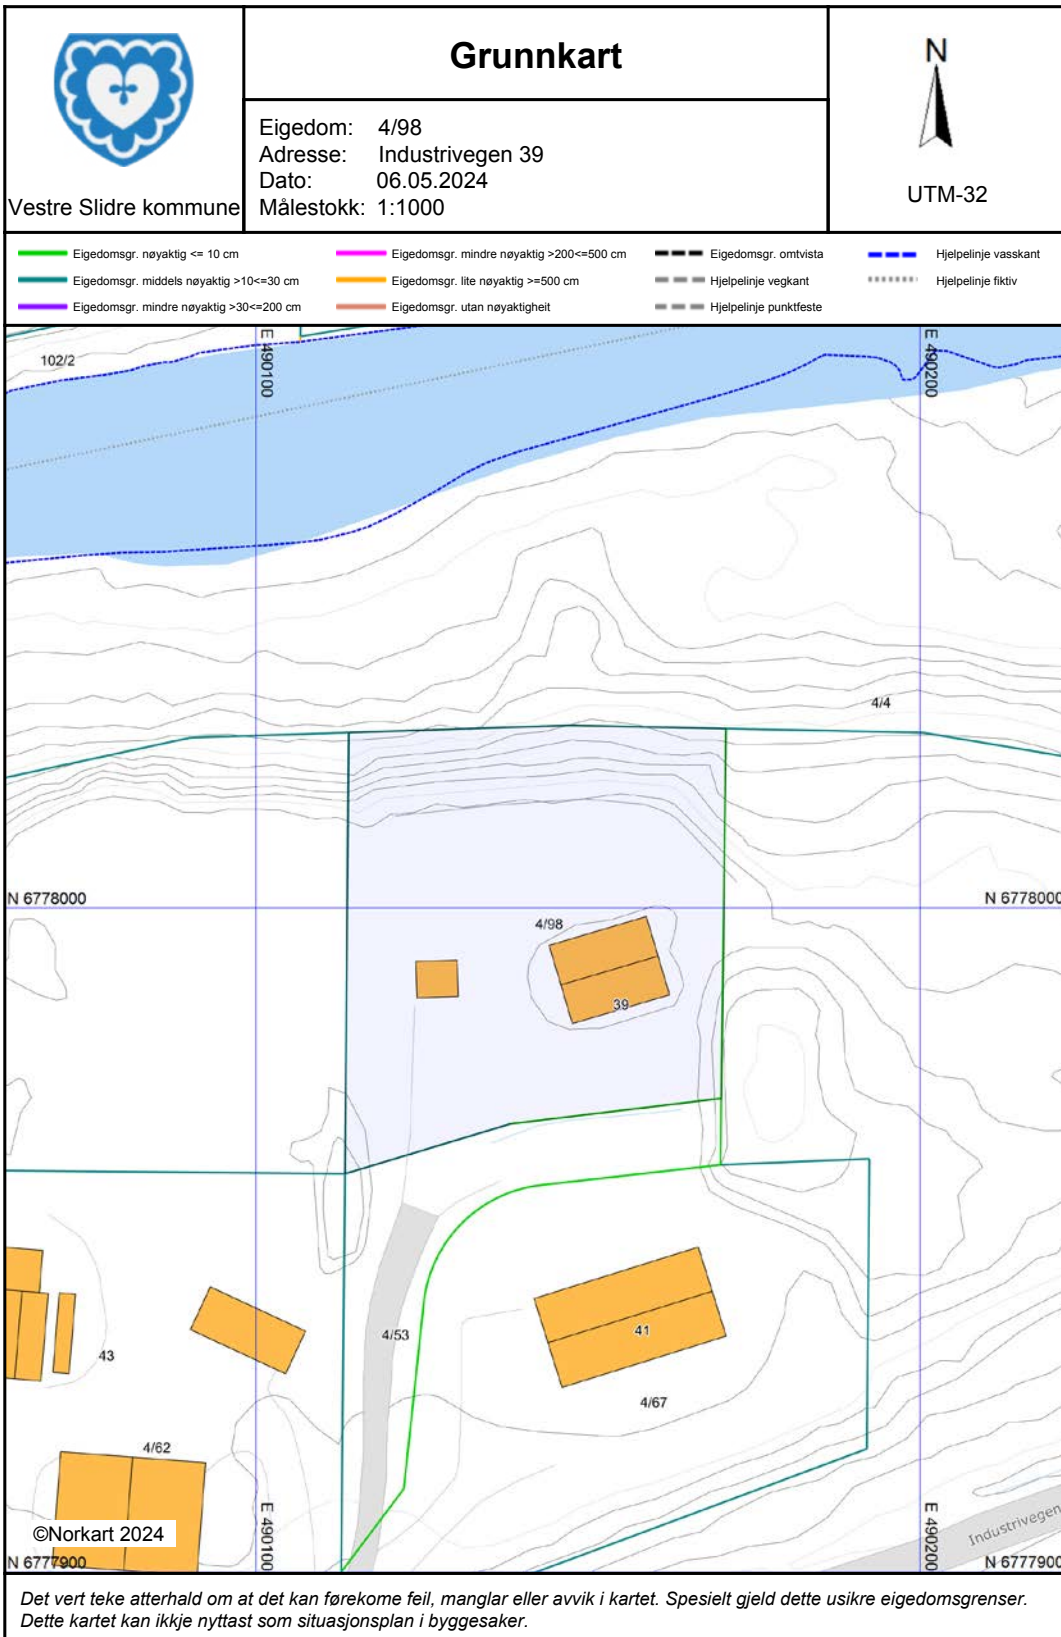 Grunnkart
Vestre Slidre kommune
Eigedom: 4/98
Adresse: Industrivegen 39
Dato: 06.05.2024
Målestokk: 1:1000
N
UTM-32
Eigedomsgr. nøyaktig <= 10 cm
Eigedomsgr. middels nøyaktig >10<=30 cm
Eigedomsgr. mindre nøyaktig >30<=200 cm
Eigedomsgr. mindre nøyaktig >200<=500 cm
Eigedomsgr. lite nøyaktig >=500 cm
Eigedomsgr. utan nøyaktigheit
Eigedomsgr. omtvista
Hjelpelinje vegkant
Hjelpelinje punktfeste
Hjelpelinje vasskant
Hjelpelinje fiktiv
102/2
E 490100
E 490200
4/4
N 6778000
N 6778000
4/98
39
4/53
41
43
4/67
4/62
E 490100
E 490200
Industrivegen
©Norkart 2024
N 6777900
N 6777900
Det vert teke atterhald om at det kan førekome feil, manglar eller avvik i kartet. Spesielt gjeld dette usikre eigedomsgrenser.
Dette kartet kan ikkje nyttast som situasjonsplan i byggesaker.